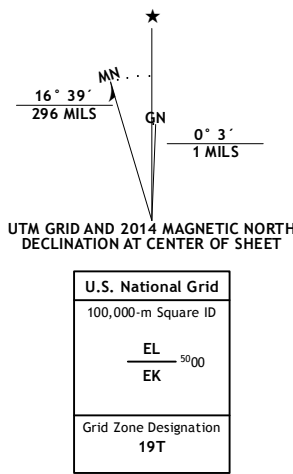 ★
MN
16° 39´
296 MILS
GN
0° 3´
1 MILS
UTM GRID AND 2014 MAGNETIC NORTH
DECLINATION AT CENTER OF SHEET
U.S. National Grid
100,000-m Square ID
EL
5000
EK
Grid Zone Designation
19T